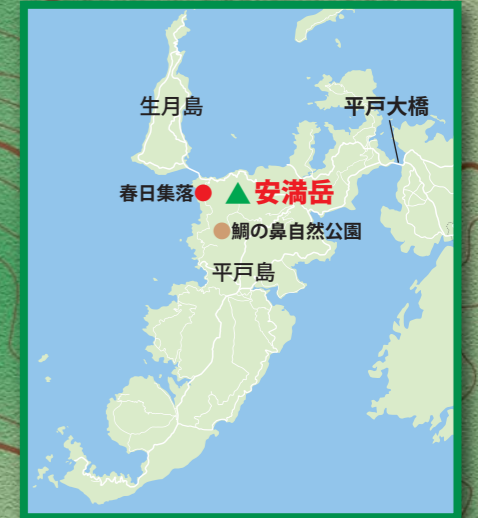 生月島
平戸大橋
春日集落
安満岳
鯛の鼻自然公園
平戸島